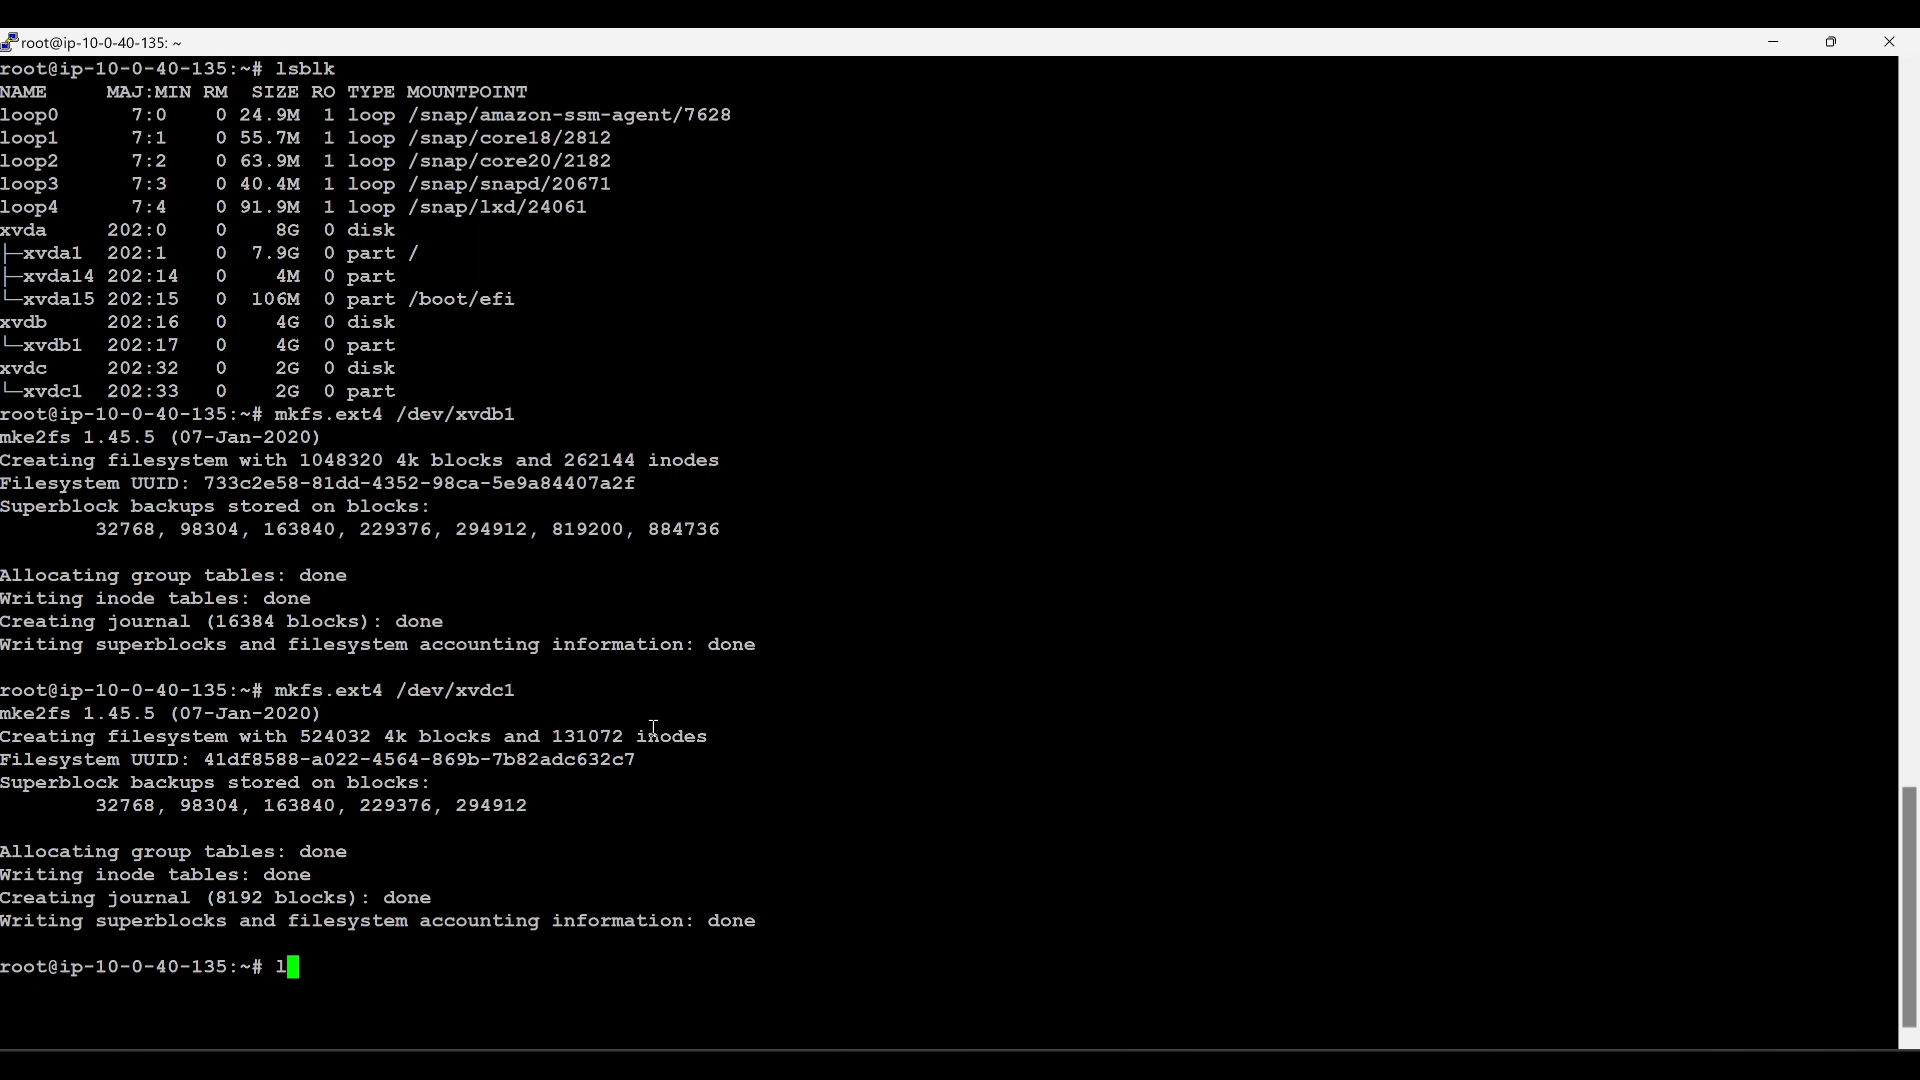 root@ip-10-0-40-135: ~
root@ip-10-0-40-135:~# lsblk
NAME     MAJ:MIN RM  SIZE RO TYPE MOUNTPOINT
loop0      7:0    0 24.9M  1 loop /snap/amazon-ssm-agent/7628
loop1      7:1    0 55.7M  1 loop /snap/core18/2812
loop2      7:2    0 63.9M  1 loop /snap/core20/2182
loop3      7:3    0 40.4M  1 loop /snap/snapd/20671
loop4      7:4    0 91.9M  1 loop /snap/lxd/24061
xvda     202:0    0    8G  0 disk
├─xvda1  202:1    0  7.9G  0 part /
├─xvda14 202:14   0    4M  0 part
└─xvda15 202:15   0  106M  0 part /boot/efi
xvdb     202:16   0    4G  0 disk
└─xvdb1  202:17   0    4G  0 part
xvdc     202:32   0    2G  0 disk
└─xvdc1  202:33   0    2G  0 part
root@ip-10-0-40-135:~# mkfs.ext4 /dev/xvdb1
mke2fs 1.45.5 (07-Jan-2020)
Creating filesystem with 1048320 4k blocks and 262144 inodes
Filesystem UUID: 733c2e58-81dd-4352-98ca-5e9a84407a2f
Superblock backups stored on blocks:
        32768, 98304, 163840, 229376, 294912, 819200, 884736
Allocating group tables: done
Writing inode tables: done
Creating journal (16384 blocks): done
Writing superblocks and filesystem accounting information: done
root@ip-10-0-40-135:~# mkfs.ext4 /dev/xvdc1
mke2fs 1.45.5 (07-Jan-2020)
Creating filesystem with 524032 4k blocks and 131072 inodes
Filesystem UUID: 41df8588-a022-4564-869b-7b82adc632c7
Superblock backups stored on blocks:
        32768, 98304, 163840, 229376, 294912
Allocating group tables: done
Writing inode tables: done
Creating journal (8192 blocks): done
Writing superblocks and filesystem accounting information: done
root@ip-10-0-40-135:~# l